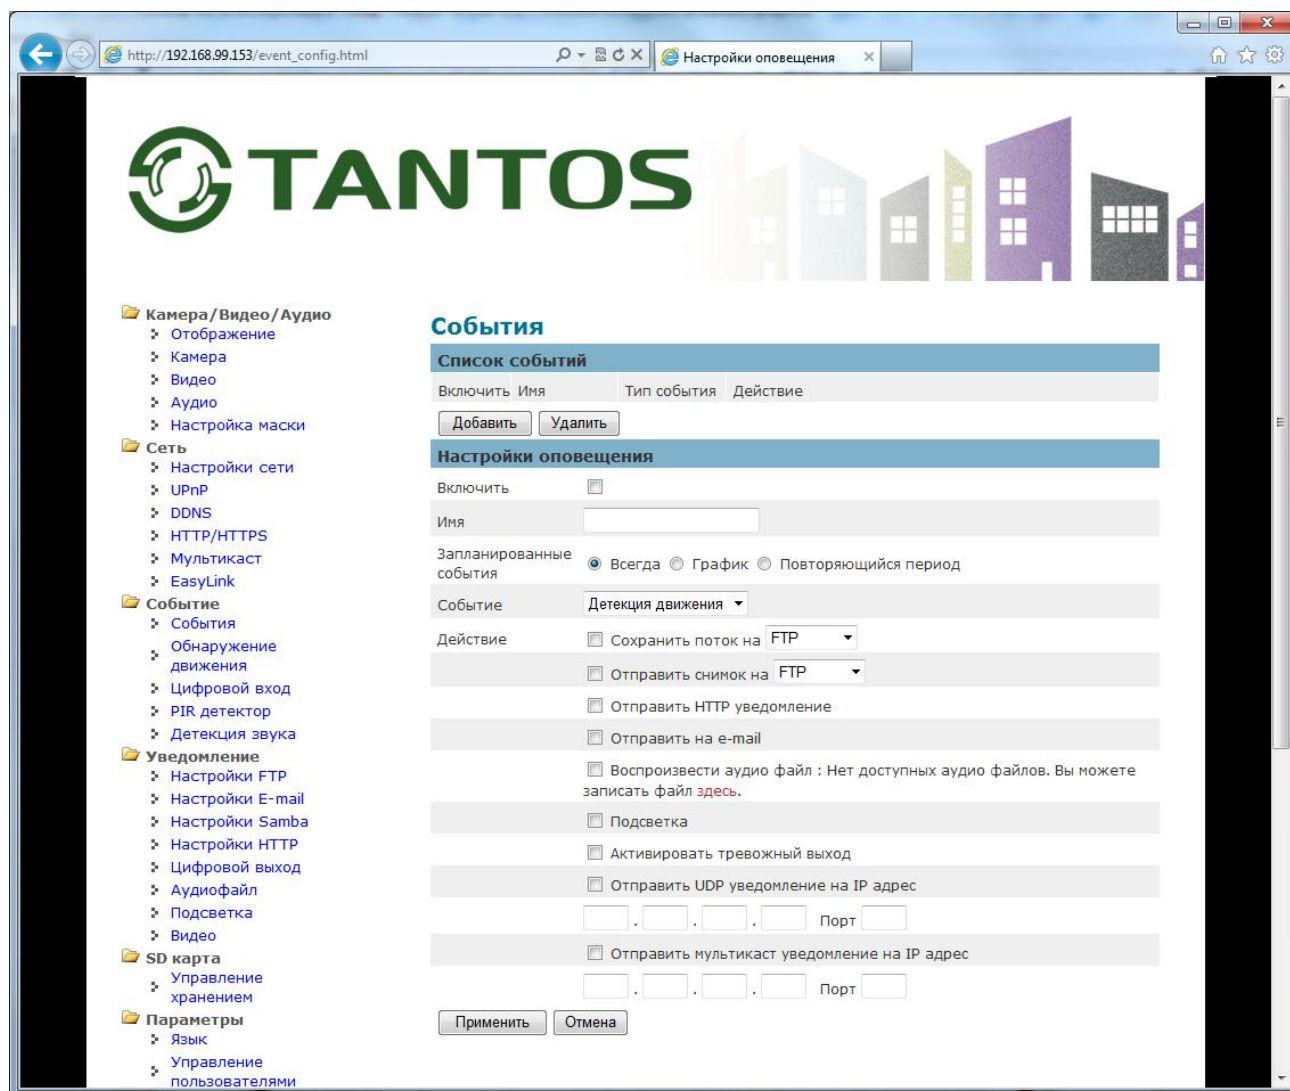 http://192.168.99.153/event_config.html
Настройки оповещения
TANTOS
Камера/Видео/Аудио
Отображение
Камера
Видео
Аудио
Настройка маски
Сеть
Настройки сети
UPnP
DDNS
HTTP/HTTPS
Мультикаст
EasyLink
Событие
События
Обнаружение
движения
Цифровой вход
PIR детектор
Детекция звука
Уведомление
Настройки FTP
Настройки E-mail
Настройки Samba
Настройки HTTP
Цифровой выход
Аудиофайл
Подсветка
Видео
SD карта
Управление
хранением
Параметры
Язык
Управление
пользователями
События
Список событий
Включить Имя Тип события Действие
Добавить Удалить
Настройки оповещения
Включить
Имя
Запланированные
события
Всегда График Повторяющийся период
Событие Детекция движения
Действие Сохранить поток на FTP
Отправить снимок на FTP
Отправить HTTP уведомление
Отправить на e-mail
Воспроизвести аудио файл : Нет доступных аудио файлов. Вы можете
записать файл здесь.
Подсветка
Активировать тревожный выход
Отправить UDP уведомление на IP адрес
. . . Порт
Отправить мультикаст уведомление на IP адрес
. . . Порт
Применить Отмена